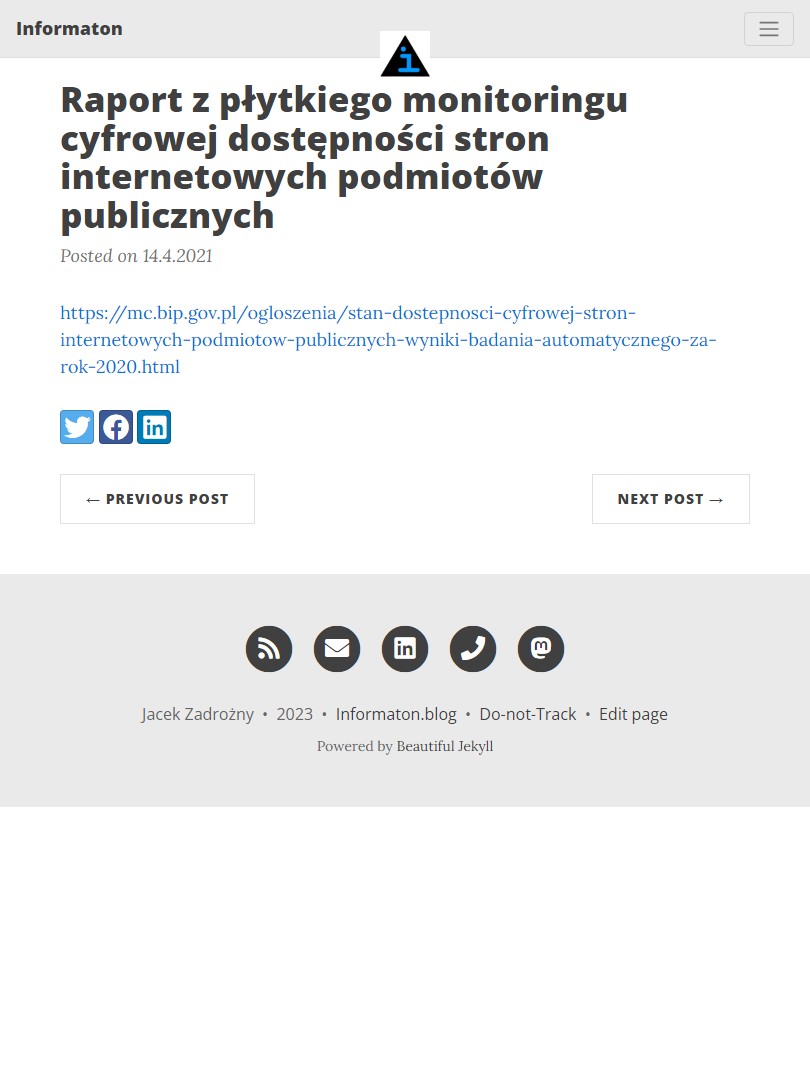 Informaton
Raport z płytkiego monitoringu
cyfrowej dostępności stron
internetowych podmiotów
publicznych
Posted on 14.4.2021
https://mc.bip.gov.pl/ogloszenia/stan-dostepnosci-cyfrowej-stron-
internetowych-podmiotow-publicznych-wyniki-badania-automatycznego-za-
rok-2020.html
← PREVIOUS POST
NEXT POST →
Jacek Zadrożny • 2023 • Informaton.blog • Do-not-Track • Edit page
Powered by Beautiful Jekyll